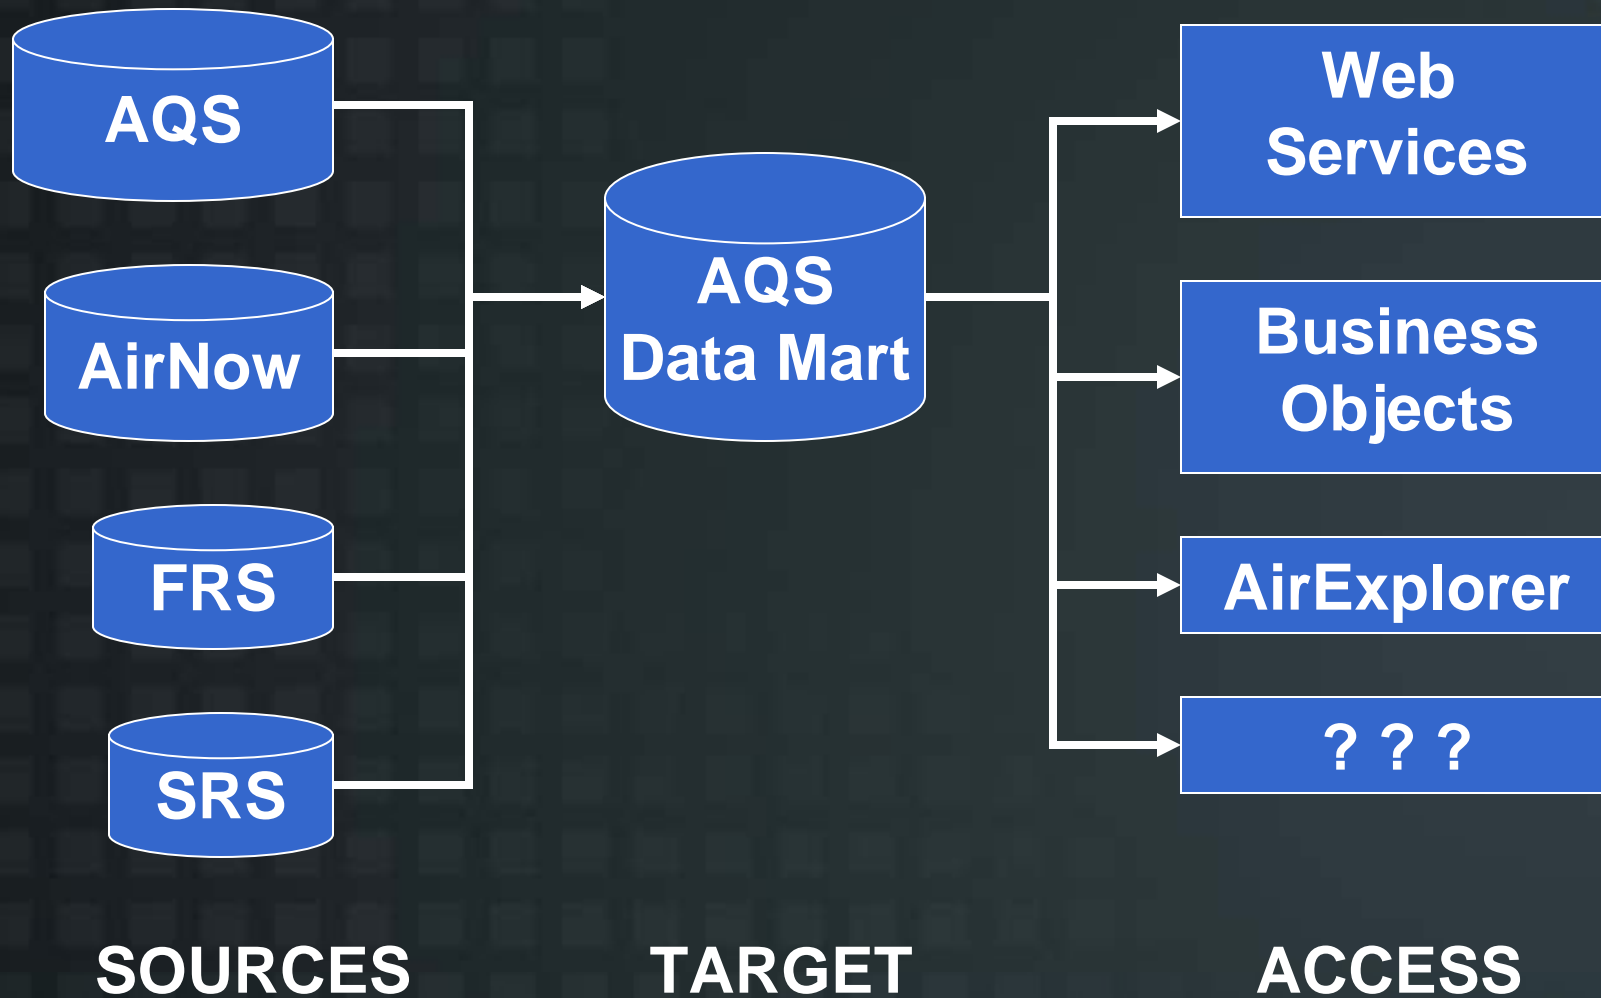 AQS
AirNow
FRS
SRS
AQS
Data Mart
Web
Services
Business
Objects
AirExplorer
? ? ?
SOURCES
TARGET
ACCESS